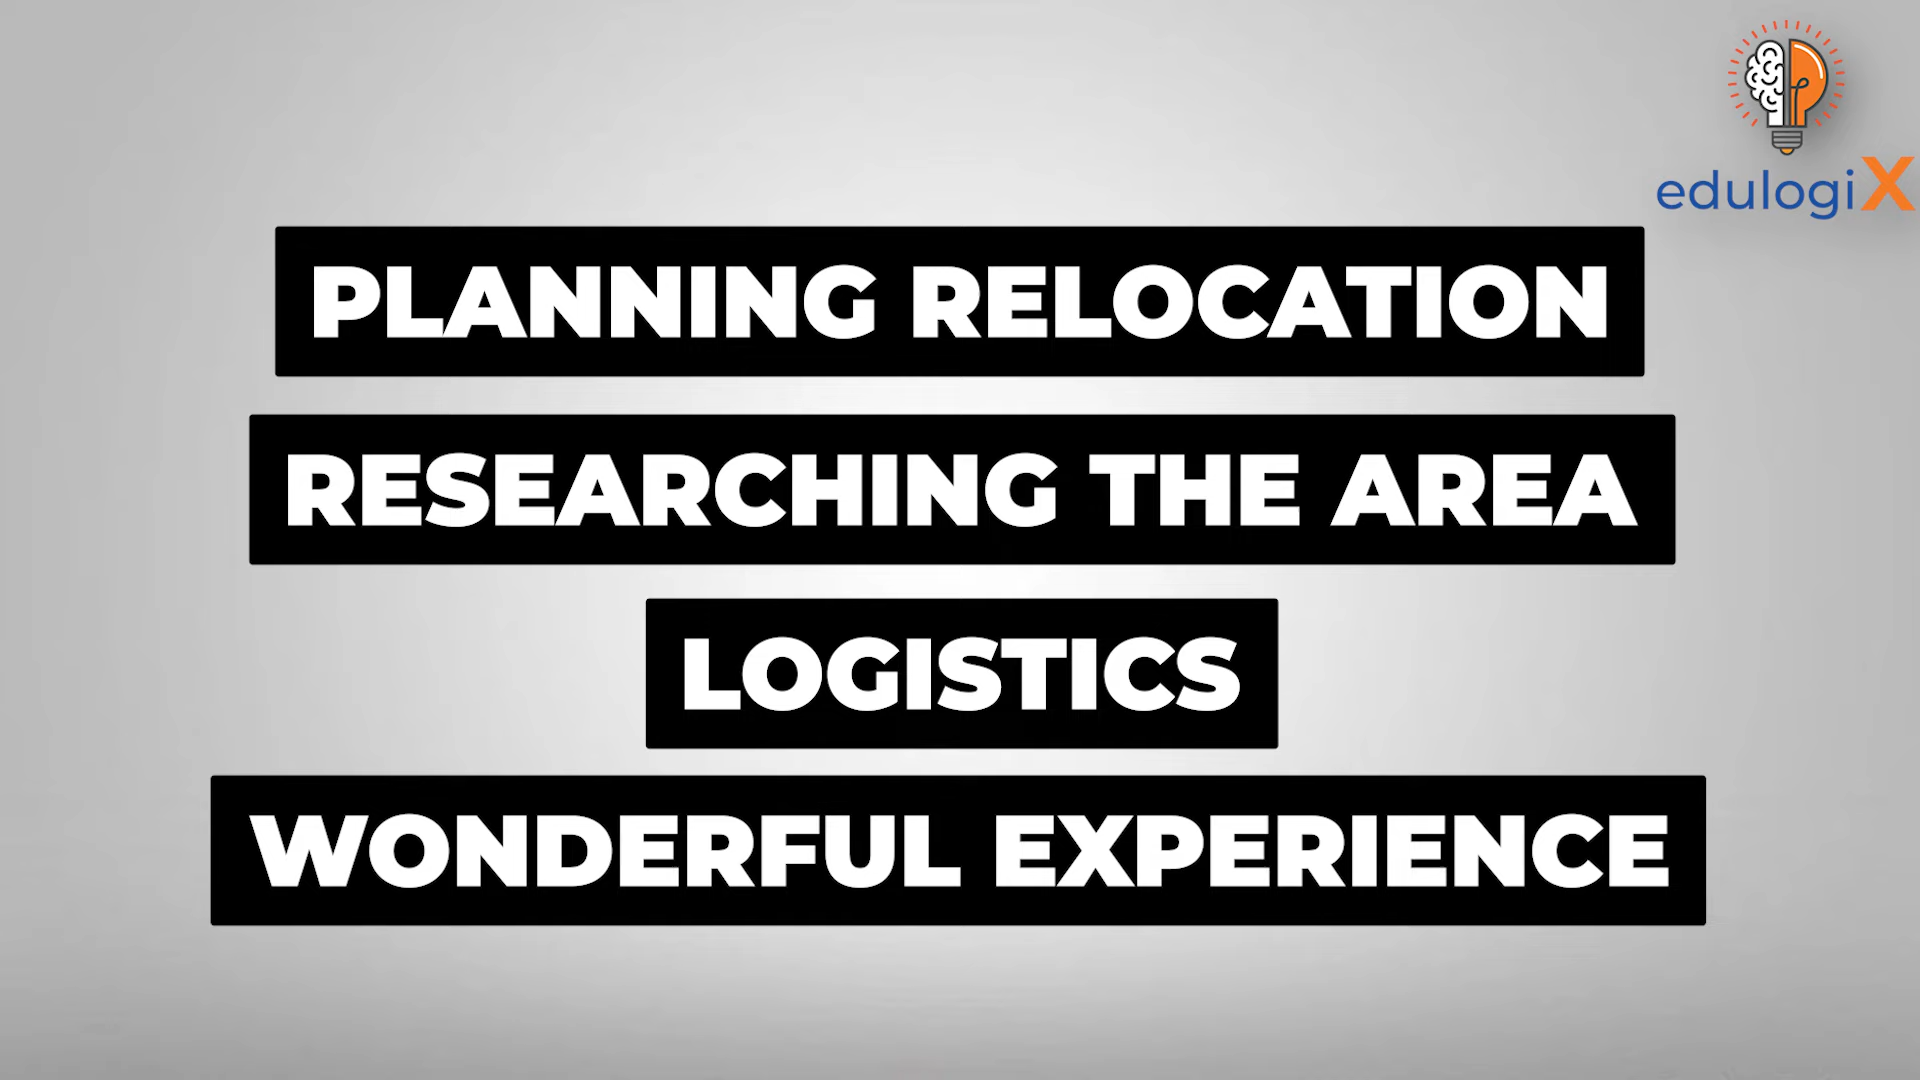 edulogiX
PLANNING RELOCATION
RESEARCHING THE AREA
LOGISTICS
WONDERFUL EXPERIENCE